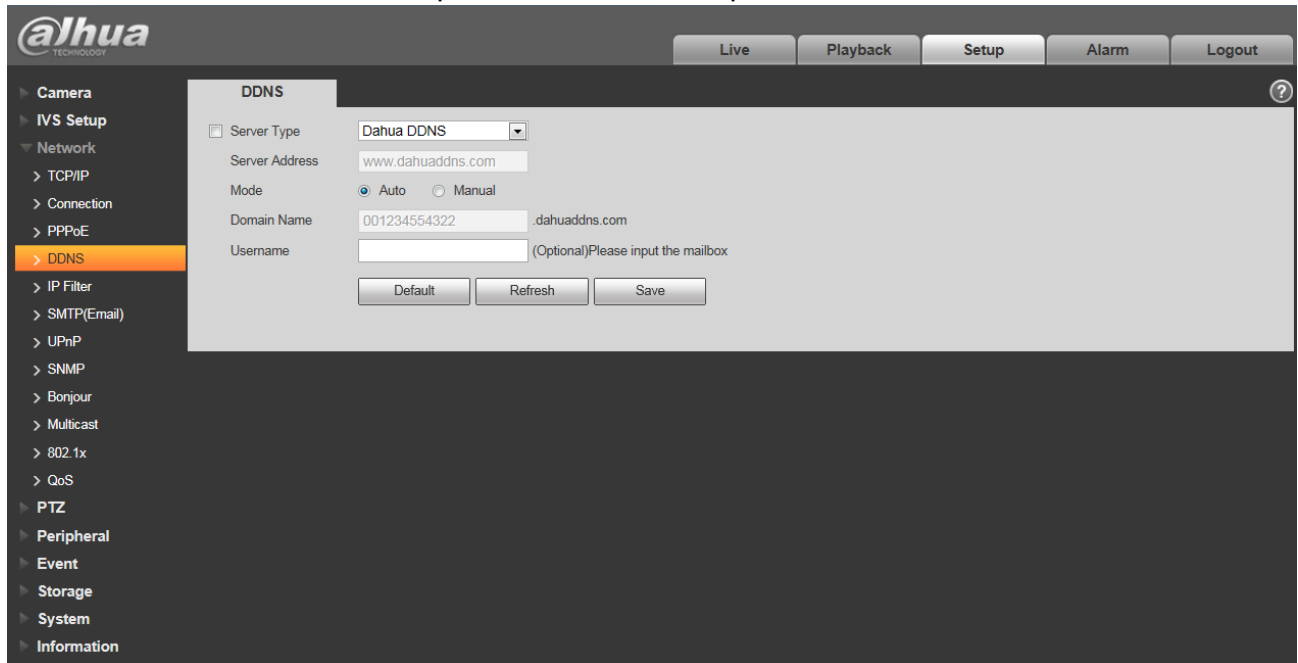 alhua
TECHNOLOGY
Live Playback Setup Alarm Logout
Camera
IVS Setup
Network
TCP/IP
Connection
PPPoE
DDNS
IP Filter
SMTP(Email)
UPnP
SNMP
Bonjour
Multicast
802.1x
QoS
PTZ
Peripheral
Event
Storage
System
Information
DDNS ?
Server Type Dahua DDNS
Server Address www.dahuaddns.com
Mode Auto Manual
Domain Name 001234554322 .dahuaddns.com
Username (Optional)Please input the mailbox
Default Refresh Save